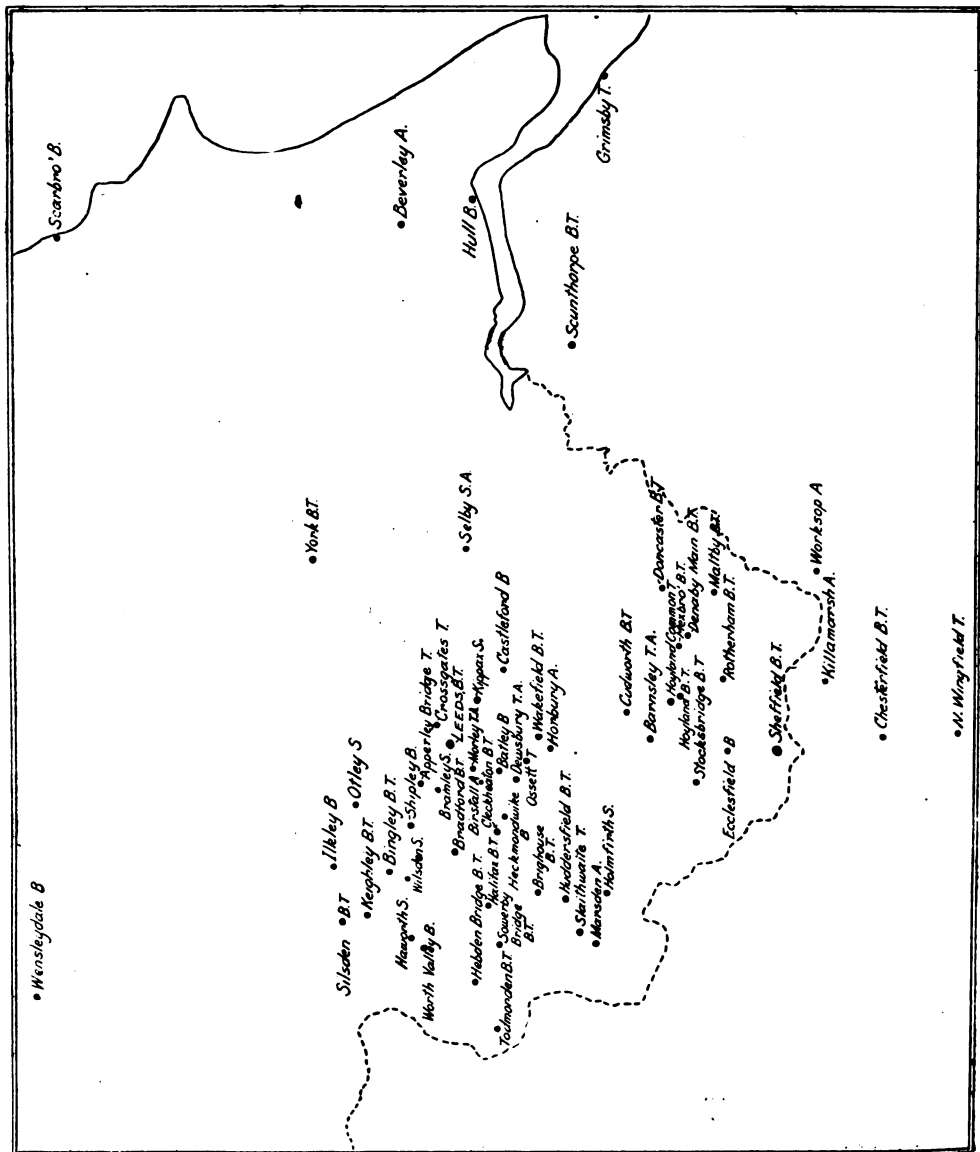 Wensleydale B
Scarbro' B.
York B.T.
Ilkley B
Silsden B.T
Otley S
Keighley B.T.
Bingley B.T.
Beverley A.
Haworth S.
Wilsden S.
Shipley B.
Worth Valley B.
Apperley Bridge T.
Crossgates T.
Bramley S.
LEEDS, B.T.
Bradford B.T
Selby S.A.
Hull B.
Hebden Bridge B.T.
Birstall A
Morley T.A
Kippax S.
Cleckheaton B.T
Halifax B.T
Todmorden B.T
Sowerby
Bridge
B.T
Heckmondwike
B
Batley B
Castleford B
Dewsbury T.A.
Ossett T
Brighouse
B.T.
Wakefield B.T.
Horbury A.
Huddersfield B.T.
Slaithwaite T.
Marsden A.
Holmfirth S.
Scunthorpe B.T.
Grimsby T.
Cudworth B.T
Barnsley T.A.
Doncaster B.T
Hoyland Common T.
Mexbro' B.T.
Hoyland B.T.
Denaby Main B.T.
Stocksbridge B.T
Maltby B.T.
Ecclesfield B
Rotherham B.T.
Sheffield B.T.
Worksop A
Killamarsh A.
Chesterfield B.T.
N. Wingfield T.